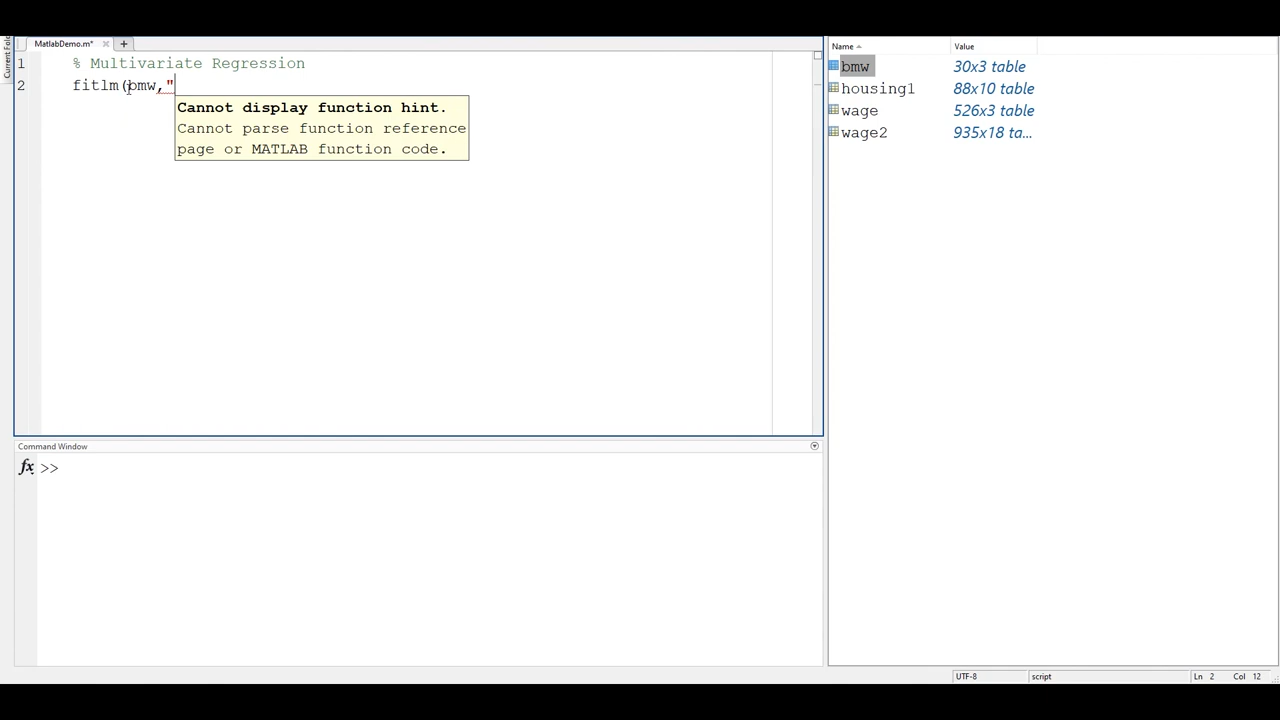 Current Fold
MatlabDemo.m* × +
1 % Multivariate Regression
2 fitlm(bmw,"
Cannot display function hint.
Cannot parse function reference
page or MATLAB function code.
Command Window
fx >>
Name Value
bmw 30x3 table
housing1 88x10 table
wage 526x3 table
wage2 935x18 ta...
UTF-8 script Ln 2 Col 12